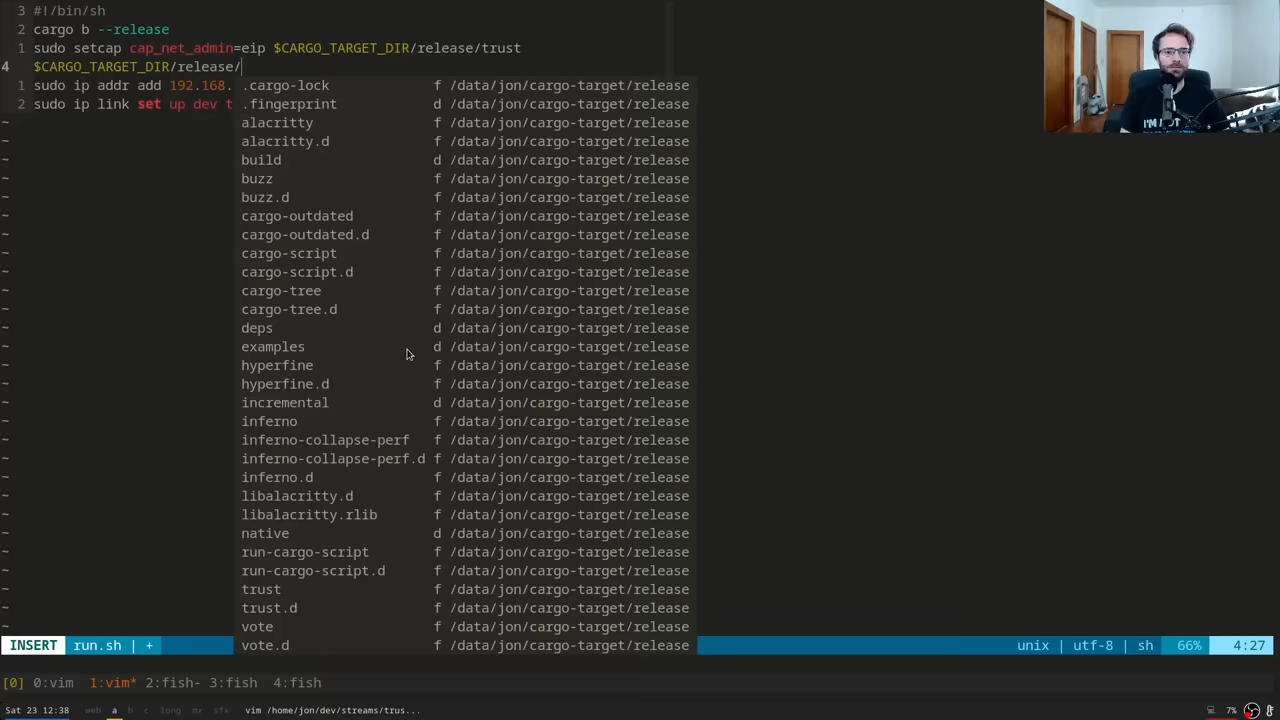 3 #!/bin/sh
2 cargo b --release
1 sudo setcap cap_net_admin=eip $CARGO_TARGET_DIR/release/trust
4 $CARGO_TARGET_DIR/release/
1 sudo ip addr add 192.168.
2 sudo ip link set up dev t
.cargo-lock f /data/jon/cargo-target/release
.fingerprint d /data/jon/cargo-target/release
alacritty f /data/jon/cargo-target/release
alacritty.d f /data/jon/cargo-target/release
build d /data/jon/cargo-target/release
buzz f /data/jon/cargo-target/release
buzz.d f /data/jon/cargo-target/release
cargo-outdated f /data/jon/cargo-target/release
cargo-outdated.d f /data/jon/cargo-target/release
cargo-script f /data/jon/cargo-target/release
cargo-script.d f /data/jon/cargo-target/release
cargo-tree f /data/jon/cargo-target/release
cargo-tree.d f /data/jon/cargo-target/release
deps d /data/jon/cargo-target/release
examples d /data/jon/cargo-target/release
hyperfine f /data/jon/cargo-target/release
hyperfine.d f /data/jon/cargo-target/release
incremental d /data/jon/cargo-target/release
inferno f /data/jon/cargo-target/release
inferno-collapse-perf f /data/jon/cargo-target/release
inferno-collapse-perf.d f /data/jon/cargo-target/release
inferno.d f /data/jon/cargo-target/release
libalacritty.d f /data/jon/cargo-target/release
libalacritty.rlib f /data/jon/cargo-target/release
native d /data/jon/cargo-target/release
run-cargo-script f /data/jon/cargo-target/release
run-cargo-script.d f /data/jon/cargo-target/release
trust f /data/jon/cargo-target/release
trust.d f /data/jon/cargo-target/release
vote f /data/jon/cargo-target/release
vote.d f /data/jon/cargo-target/release
INSERT run.sh | + unix | utf-8 | sh 66% 4:27
[0] 0:vim 1:vim* 2:fish- 3:fish 4:fish
Sat 23 12:38 web a b c long mx sfx vim /home/jon/dev/streams/trus... 7%
I'M NOT